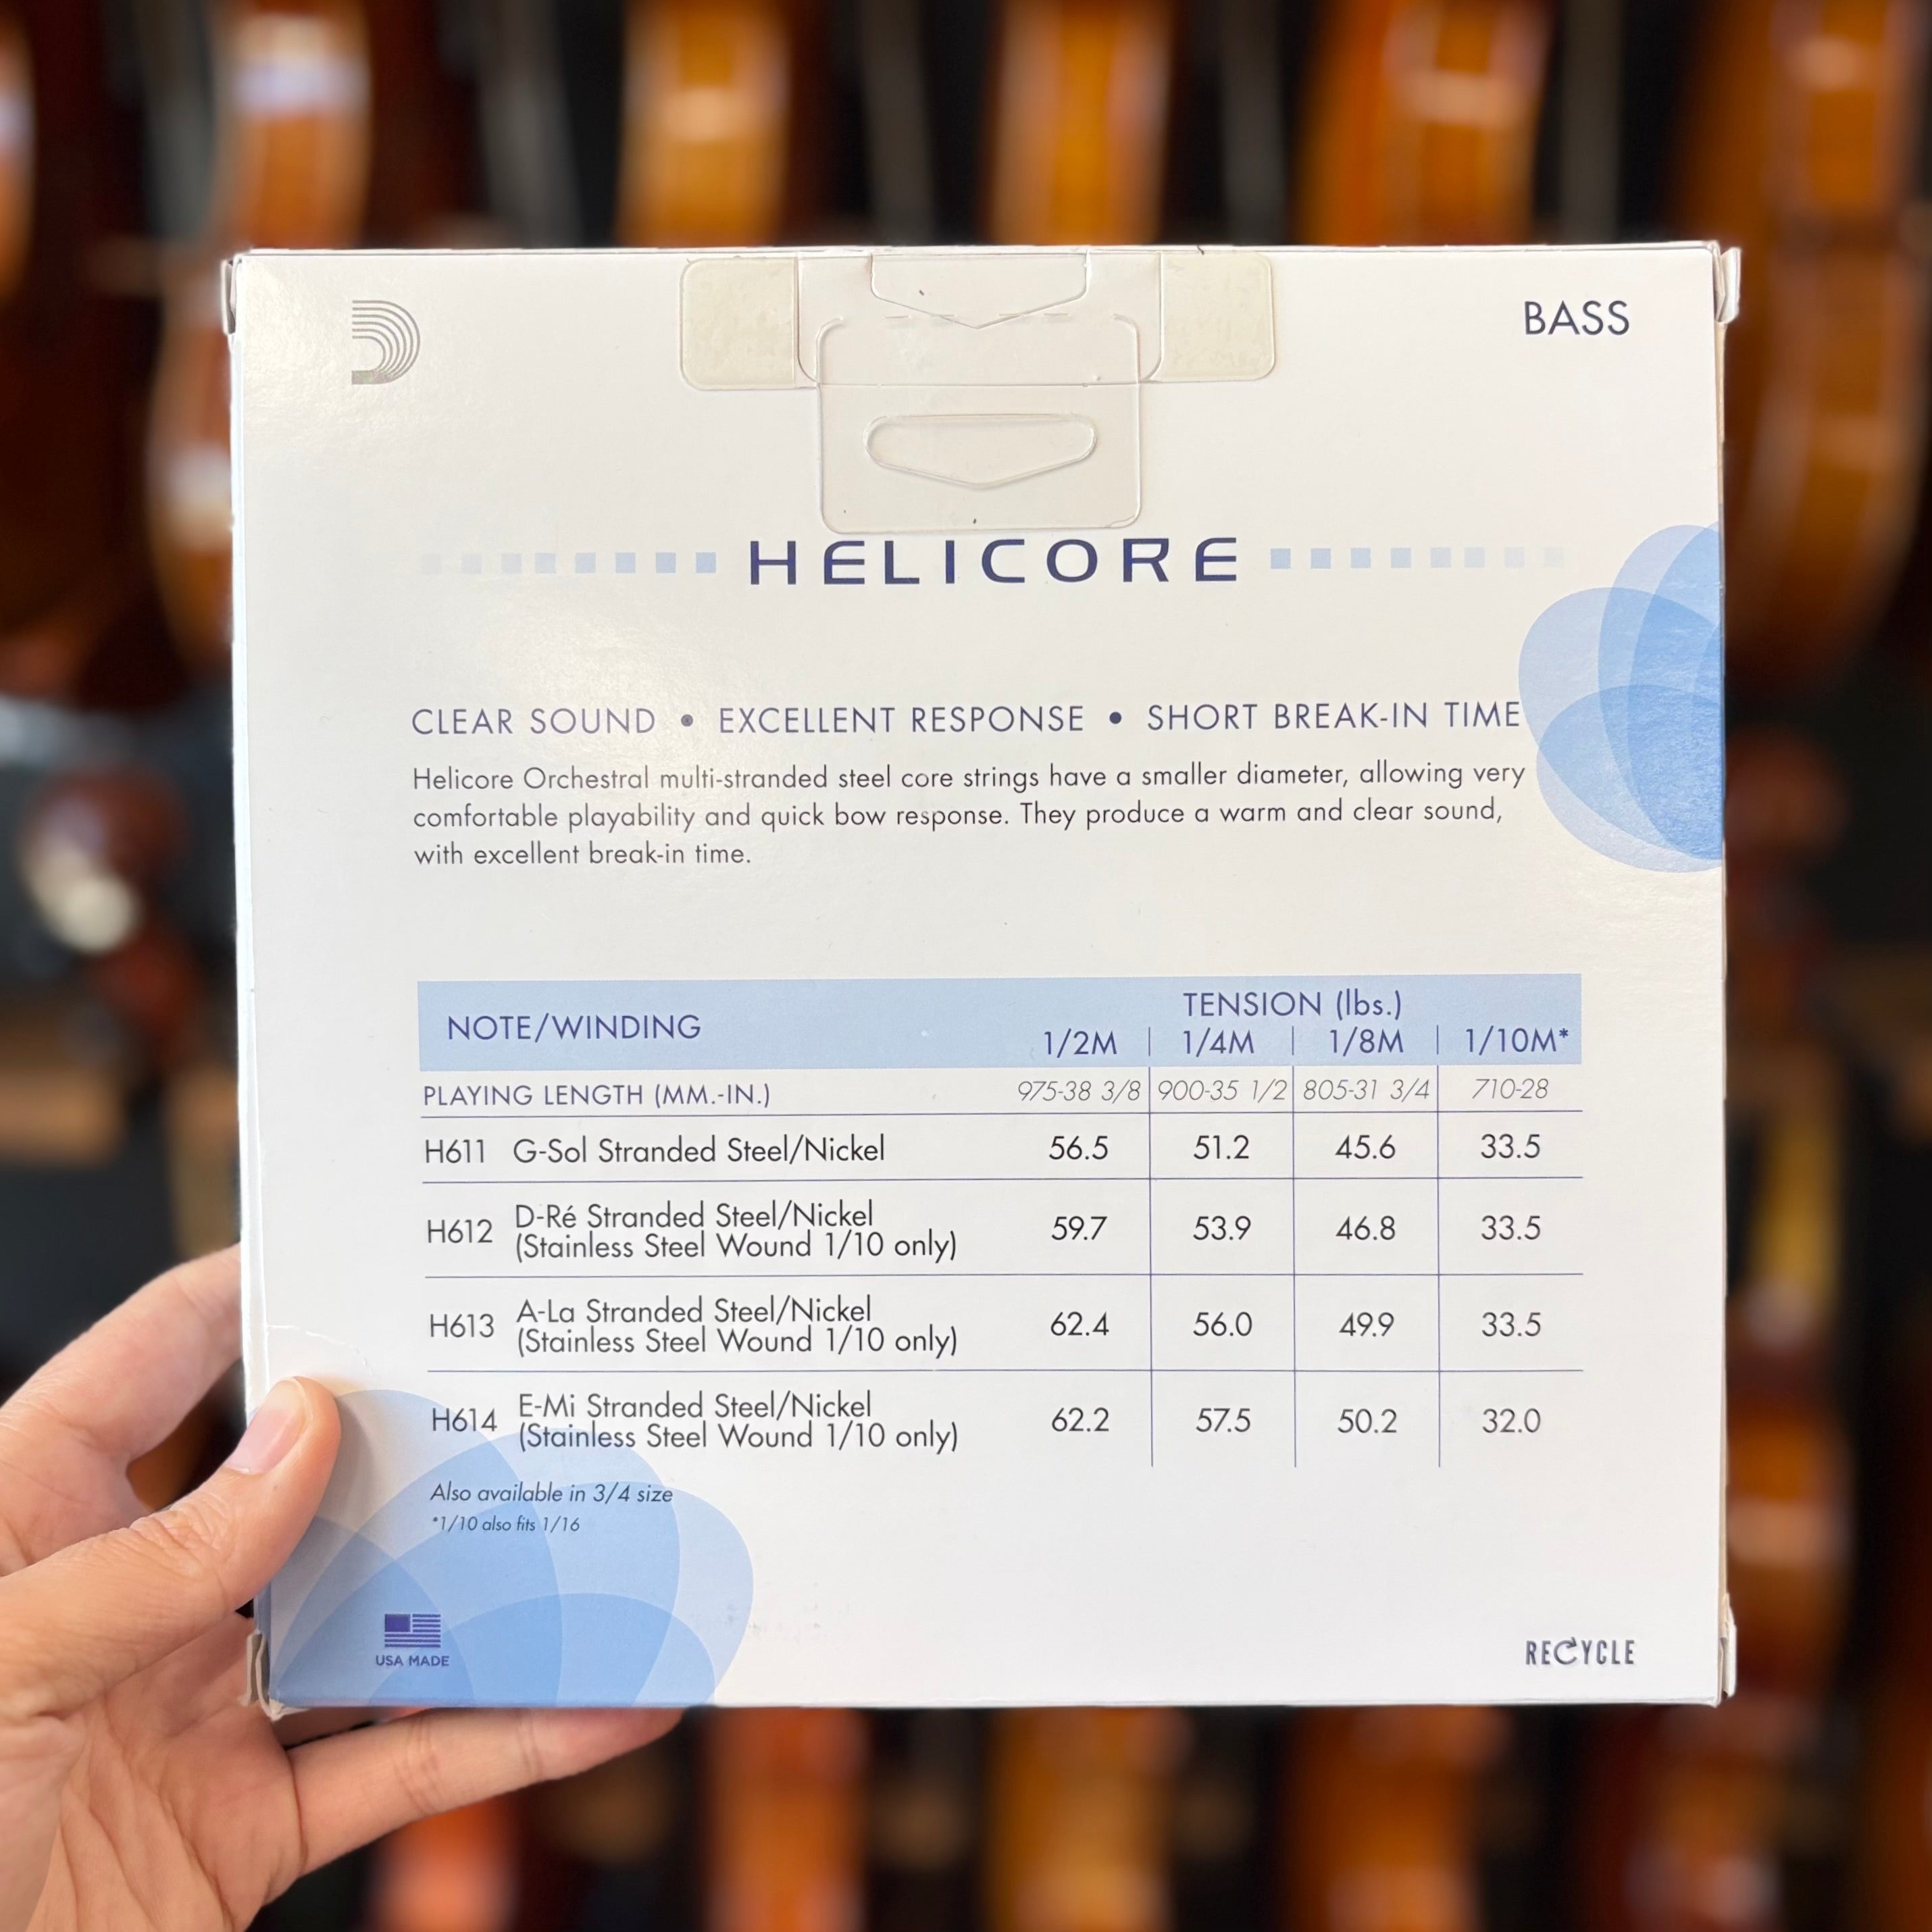 BASS
HELICORE
CLEAR SOUND • EXCELLENT RESPONSE • SHORT BREAK-IN TIME
Helicore Orchestral multi-stranded steel core strings have a smaller diameter, allowing very
comfortable playability and quick bow response. They produce a warm and clear sound,
with excellent break-in time.
TENSION (lbs.)
NOTE/WINDING 1/2M | 1/4M | 1/8M | 1/10M*
PLAYING LENGTH (MM.-IN.) 975-38 3/8 900-35 1/2 805-31 3/4 710-28
H611 G-Sol Stranded Steel/Nickel 56.5 51.2 45.6 33.5
D-Ré Stranded Steel/Nickel
H612 59.7 53.9 46.8 33.5
(Stainless Steel Wound 1/10 only)
A-La Stranded Steel/Nickel
H613 62.4 56.0 49.9 33.5
(Stainless Steel Wound 1/10 only)
E-Mi Stranded Steel/Nickel
H614 62.2 57.5 50.2 32.0
(Stainless Steel Wound 1/10 only)
Also available in 3/4 size
*1/10 also fits 1/16
USA MADE
RECYCLE